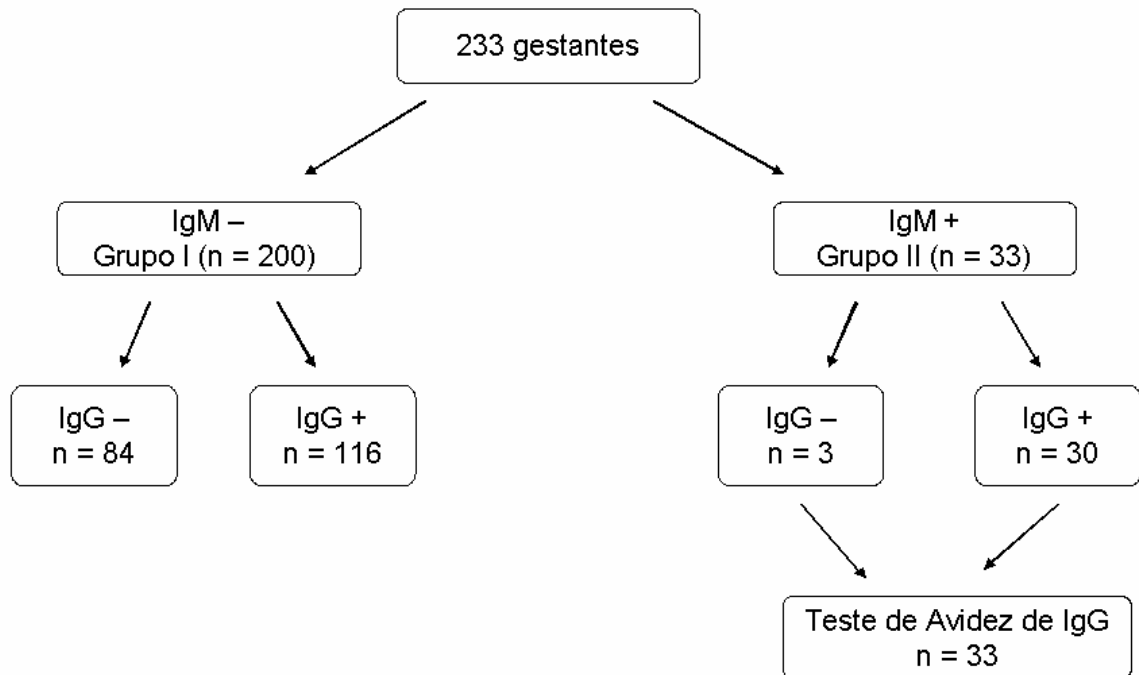 233 gestantes
IgM –
Grupo I (n = 200)
IgM +
Grupo II (n = 33)
IgG –
n = 84
IgG +
n = 116
IgG –
n = 3
IgG +
n = 30
Teste de Avidez de IgG
n = 33